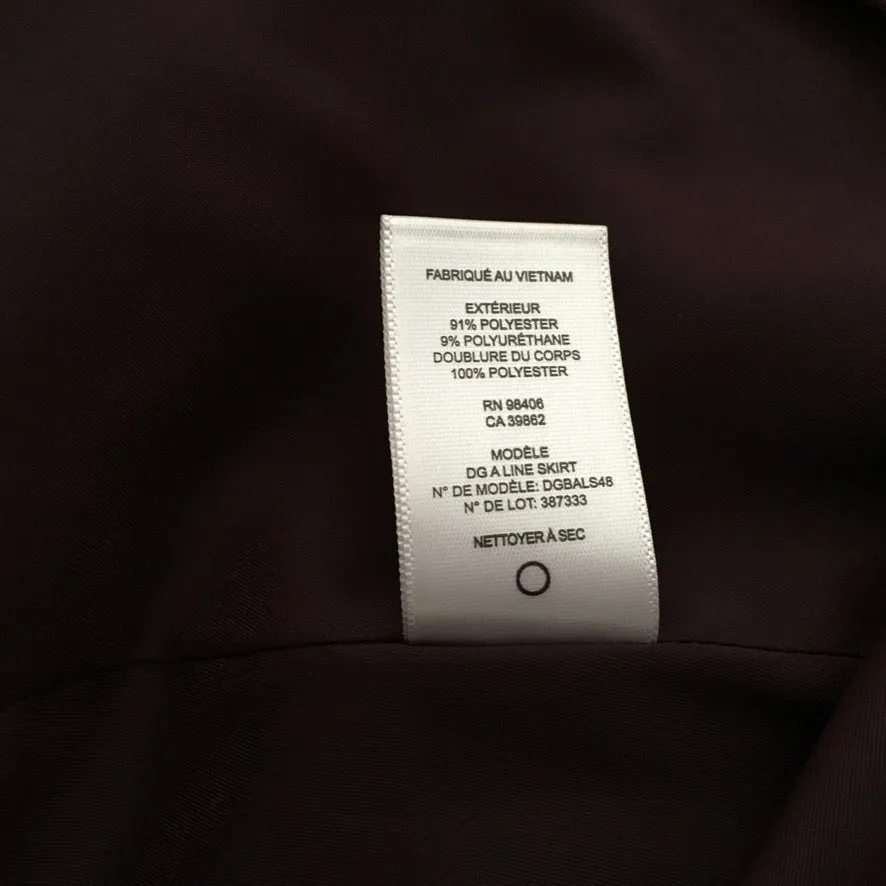 FABRIQUÉ AU VIETNAM
EXTÉRIEUR
91% POLYESTER
9% POLYURÉTHANE
DOUBLURE DU CORPS
100% POLYESTER
RN 98406
CA 39862
MODÈLE
DG A LINE SKIRT
N° DE MODÈLE: DGBALS48
N° DE LOT: 387333
NETTOYER À SEC